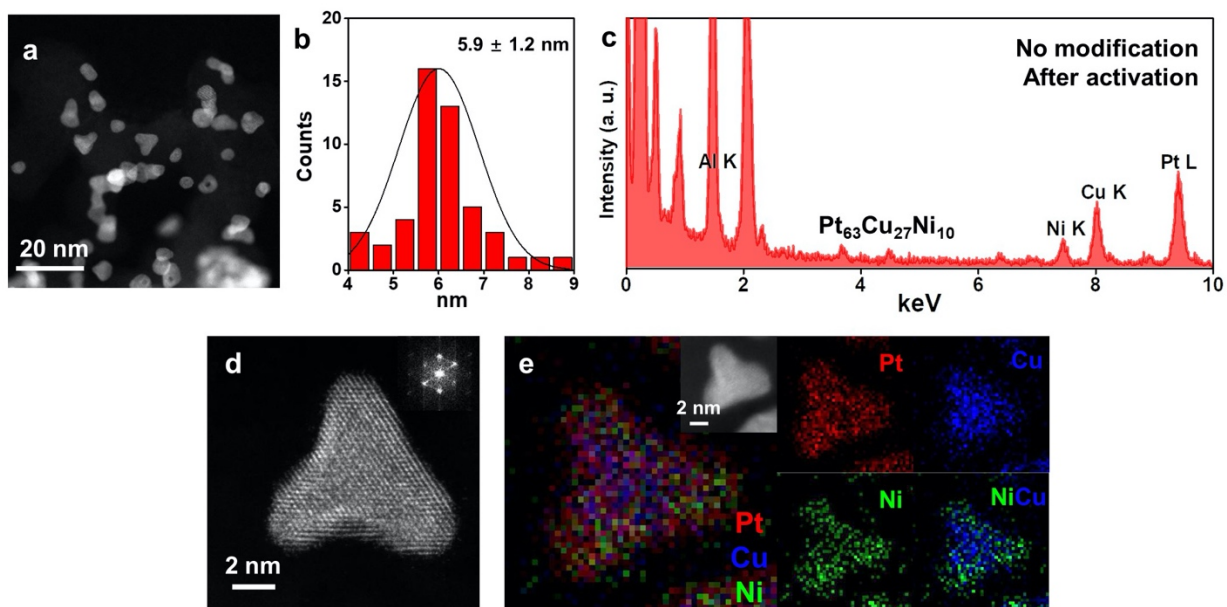 a
20 nm
b
5.9 ± 1.2 nm
Counts
20
15
10
5
0
4 5 6 7 8 9
nm
c
No modification
After activation
Intensity (a. u.)
Al K
Pt L
Cu K
Ni K
Pt₆₃Cu₂₇Ni₁₀
0 2 4 6 8 10
keV
d
2 nm
e
2 nm
Pt
Cu
Ni
Pt
Cu
Ni
NiCu